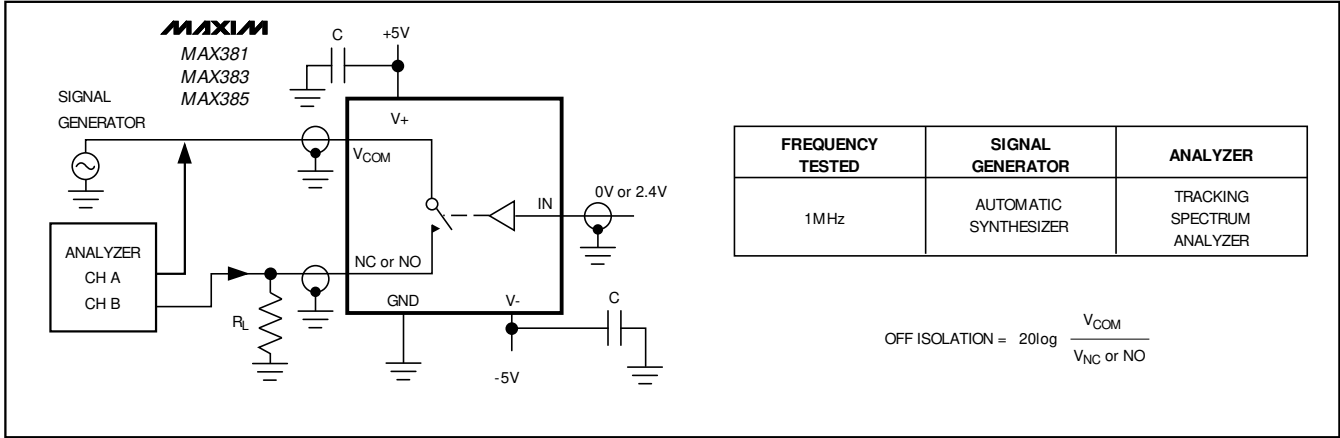 MAXIM
MAX381
MAX383
MAX385
C
+5V
SIGNAL
GENERATOR
V+
VCOM
IN
0V or 2.4V
ANALYZER
CH A
CH B
NC or NO
RL
GND
V-
C
-5V
FREQUENCY
TESTED
SIGNAL
GENERATOR
ANALYZER
1MHz
AUTOMATIC
SYNTHESIZER
TRACKING
SPECTRUM
ANALYZER
OFF ISOLATION = 20log VCOM
VNC or NO